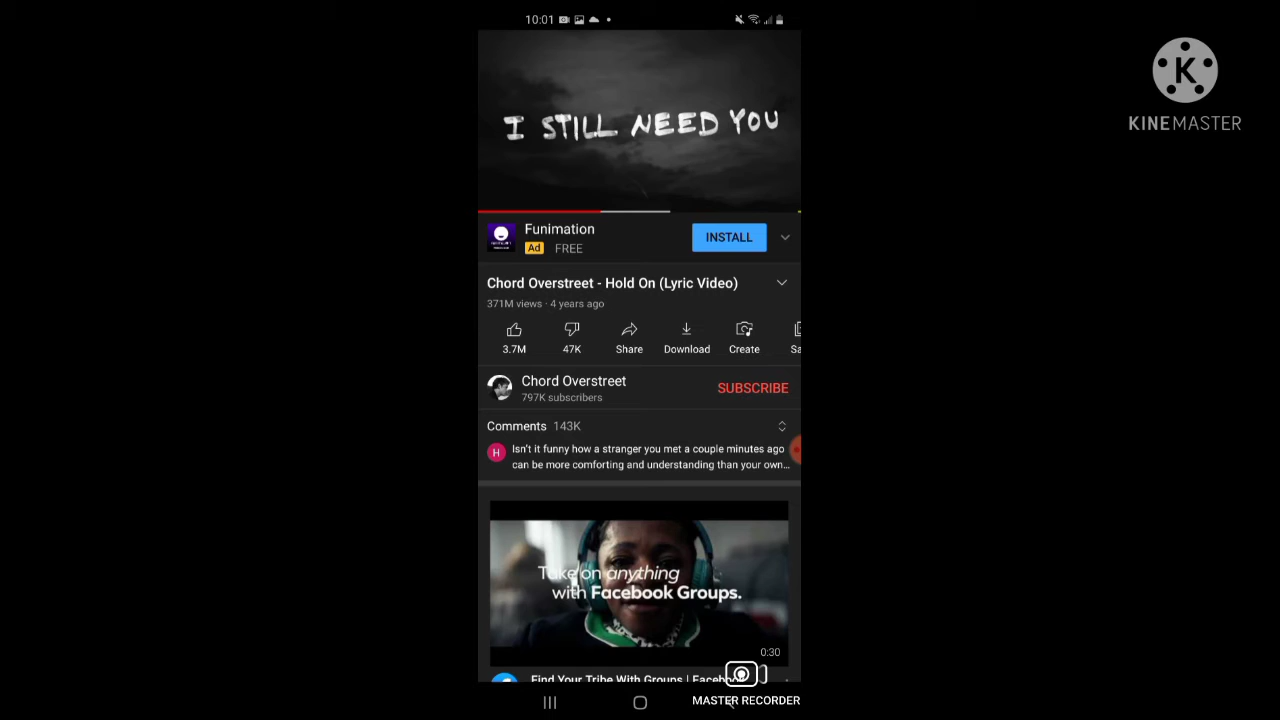 10:01
I STILL NEED YOU
KINEMASTER
Funimation
Ad FREE
INSTALL
Chord Overstreet - Hold On (Lyric Video)
371M views · 4 years ago
3.7M 47K Share Download Create Sa
Chord Overstreet
797K subscribers
SUBSCRIBE
Comments 143K
H
Isn't it funny how a stranger you met a couple minutes ago
can be more comforting and understanding than your own...
Take on anything
with Facebook Groups.
0:30
Find Your Tribe With Groups | Facebook
MASTER RECORDER